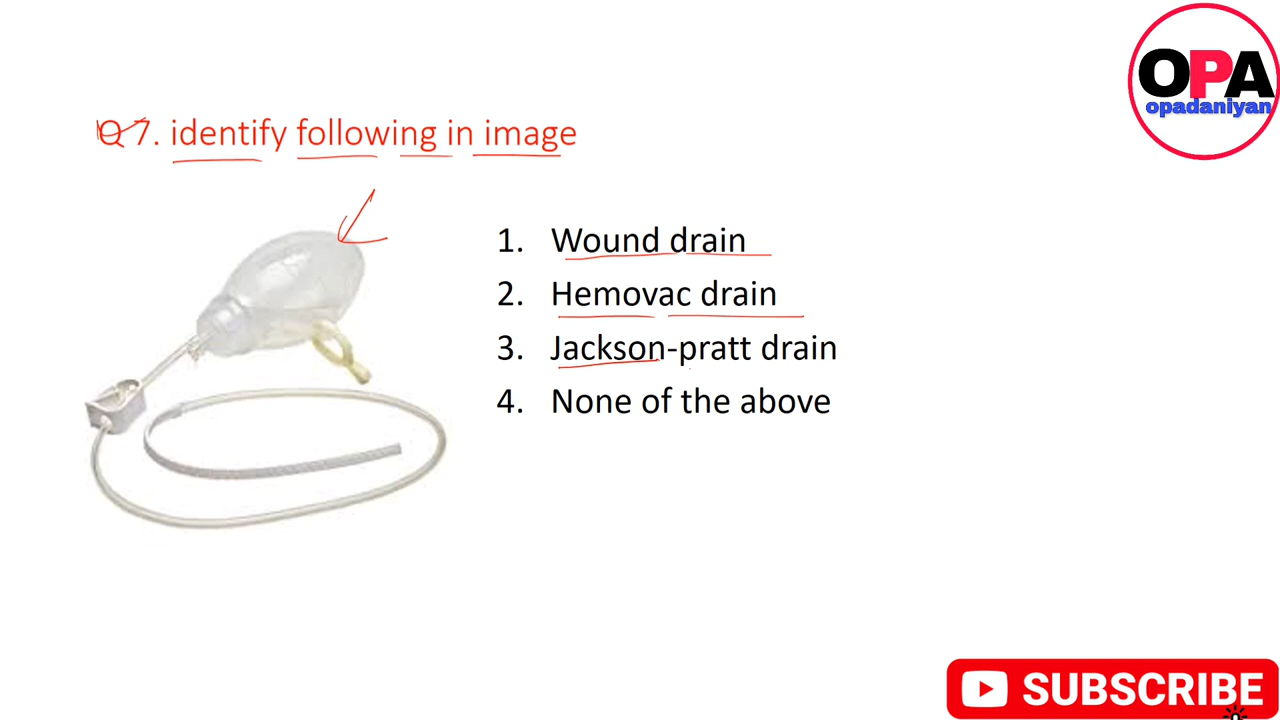 OPA
opadaniyan
Q 7. identify following in image
1. Wound drain
2. Hemovac drain
3. Jackson-pratt drain
4. None of the above
SUBSCRIBE